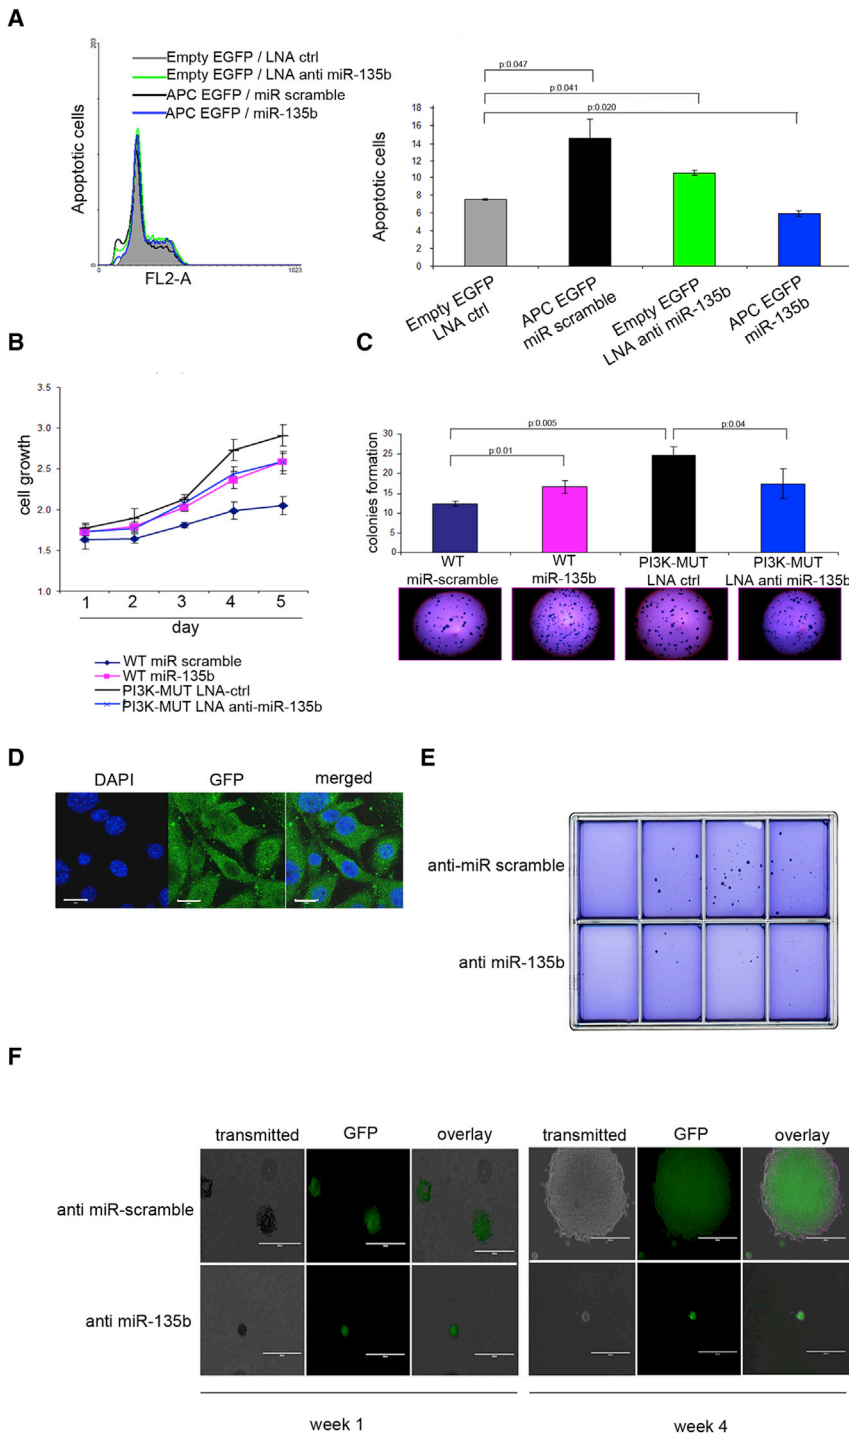 A
203
Apoptotic cells
0
0
1023
FL2-A
Empty EGFP / LNA ctrl
Empty EGFP / LNA anti miR-135b
APC EGFP / miR scramble
APC EGFP / miR-135b
p:0.047
p:0.041
p:0.020
Apoptotic cells
18
16
14
12
10
8
6
4
2
0
Empty EGFP
LNA ctrl
APC EGFP
miR scramble
Empty EGFP
LNA anti miR-135b
APC EGFP
miR-135b
B
cell growth
3.5
3.0
2.5
2.0
1.5
1.0
1 2 3 4 5
day
WT miR scramble
WT miR-135b
PI3K-MUT LNA-ctrl
PI3K-MUT LNA anti-miR-135b
C
p:0.005
p:0.04
p:0.01
colonies formation
30
25
20
15
10
5
0
WT
miR-scramble
WT
miR-135b
PI3K-MUT
LNA ctrl
PI3K-MUT
LNA anti miR-135b
D
DAPI GFP merged
E
anti-miR scramble
anti miR-135b
F
transmitted GFP overlay transmitted GFP overlay
anti miR-scramble
anti miR-135b
week 1 week 4